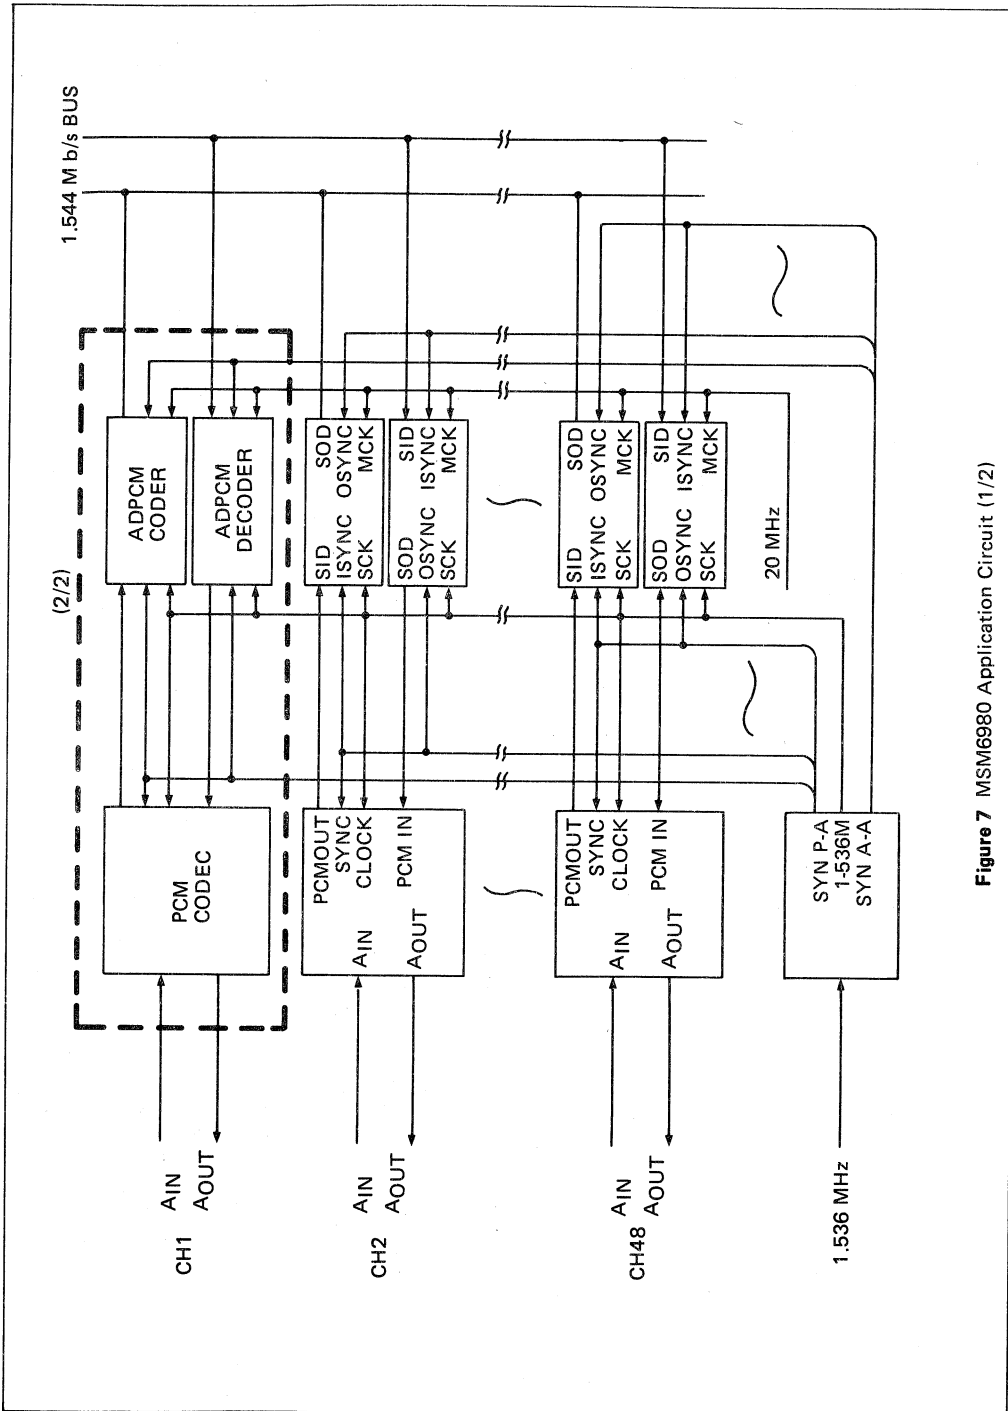 1.544 M b/s BUS
(2/2)
ADPCM
CODER
ADPCM
DECODER
PCM
CODEC
CH1
AIN
AOUT
SID SOD
ISYNC OSYNC
SCK MCK
SOD SID
OSYNC ISYNC
SCK MCK
PCMOUT
SYNC
CLOCK
PCM IN
AIN
AOUT
CH2
AIN
AOUT
SID SOD
ISYNC OSYNC
SCK MCK
SOD SID
OSYNC ISYNC
SCK MCK
PCMOUT
SYNC
CLOCK
PCM IN
AIN
AOUT
CH48
AIN
AOUT
20 MHz
SYN P-A
1-536M
SYN A-A
1.536 MHz
Figure 7 MSM6980 Application Circuit (1/2)